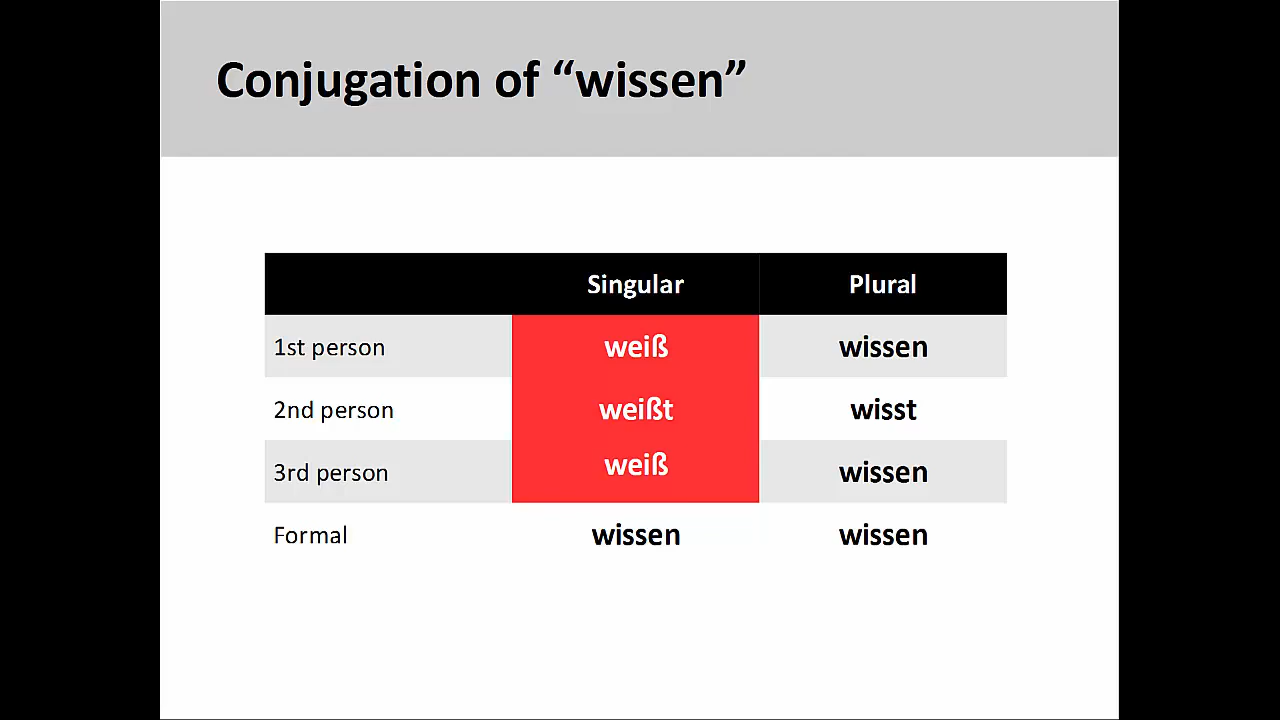 Conjugation of “wissen”
Singular Plural
1st person weiß wissen
2nd person weißt wisst
3rd person weiß wissen
Formal wissen wissen